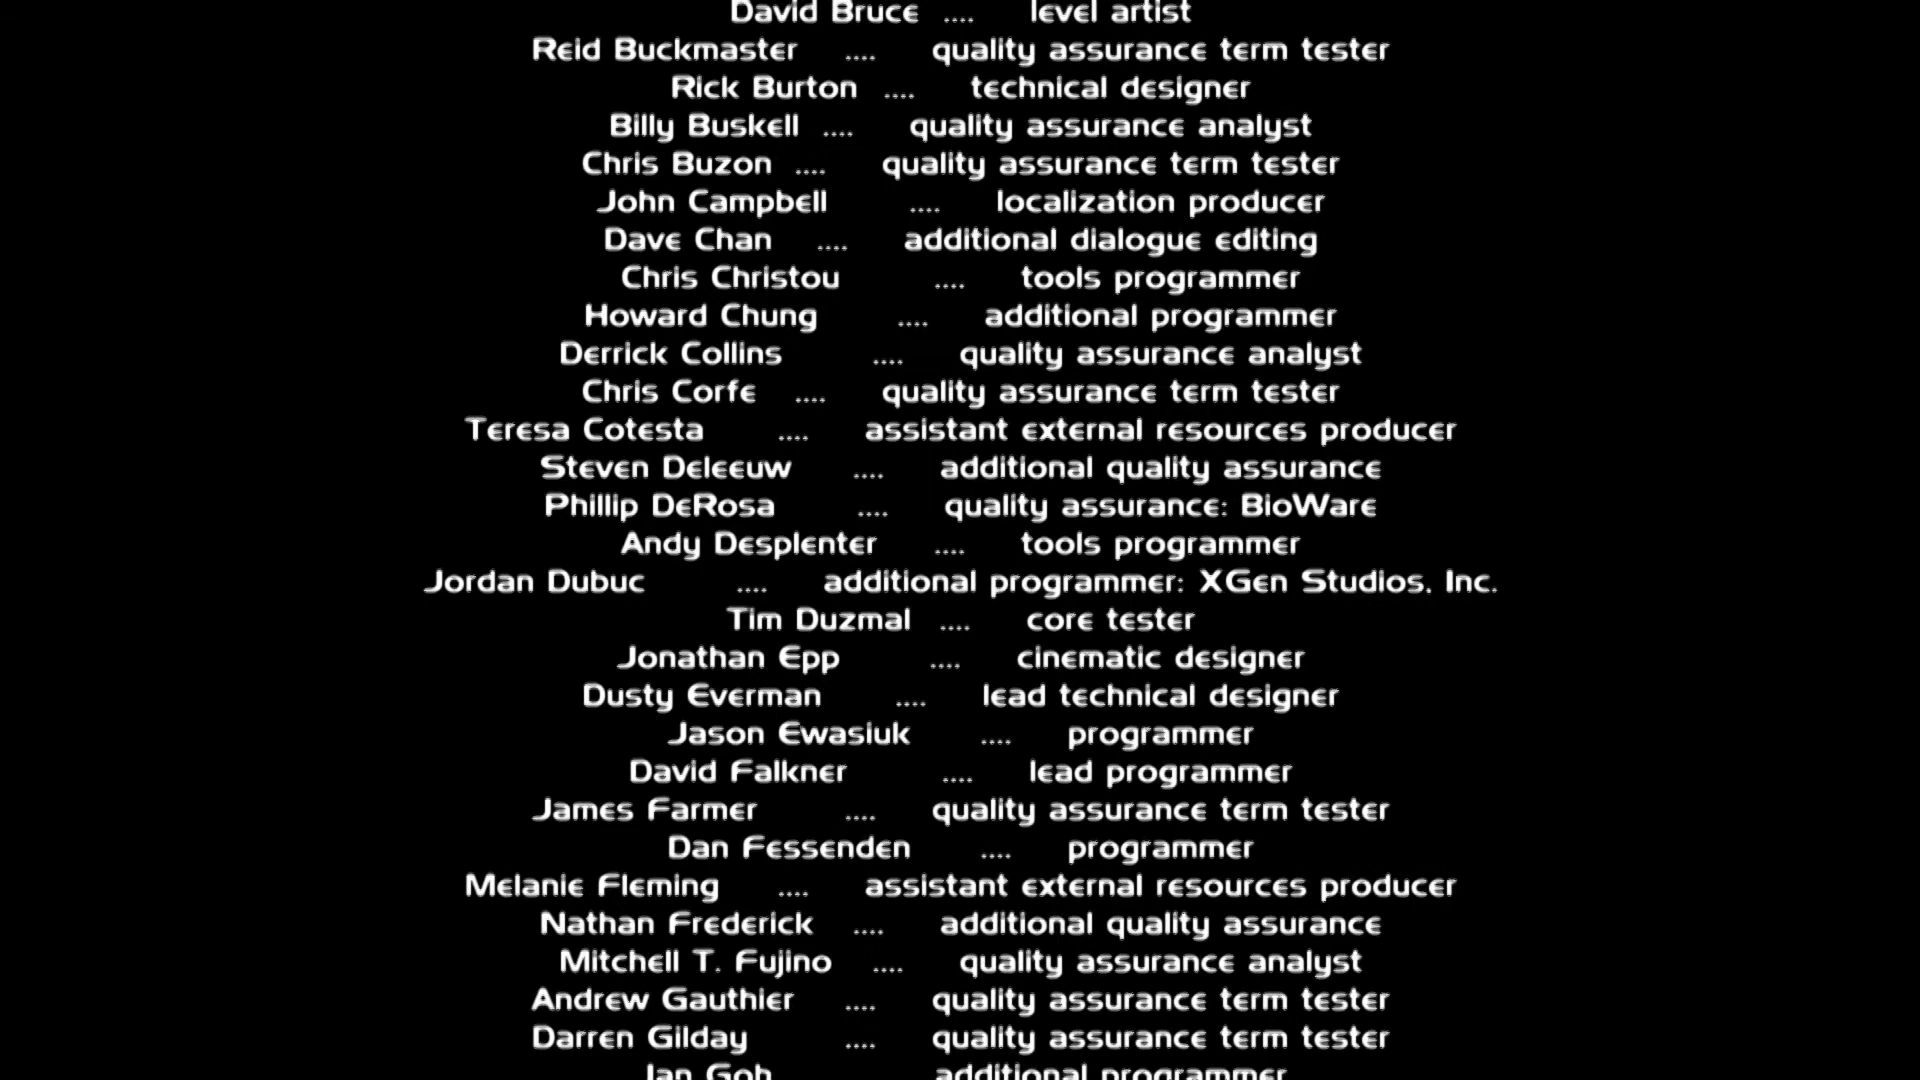 David Bruce .... level artist
Reid Buckmaster .... quality assurance term tester
Rick Burton .... technical designer
Billy Buskell .... quality assurance analyst
Chris Buzon .... quality assurance term tester
John Campbell .... localization producer
Dave Chan .... additional dialogue editing
Chris Christou .... tools programmer
Howard Chung .... additional programmer
Derrick Collins .... quality assurance analyst
Chris Corfe .... quality assurance term tester
Teresa Cotesta .... assistant external resources producer
Steven Deleeuw .... additional quality assurance
Phillip DeRosa .... quality assurance: BioWare
Andy Desplenter .... tools programmer
Jordan Dubuc .... additional programmer: XGen Studios, Inc.
Tim Duzmal .... core tester
Jonathan Epp .... cinematic designer
Dusty Everman .... lead technical designer
Jason Ewasiuk .... programmer
David Falkner .... lead programmer
James Farmer .... quality assurance term tester
Dan Fessenden .... programmer
Melanie Fleming .... assistant external resources producer
Nathan Frederick .... additional quality assurance
Mitchell T. Fujino .... quality assurance analyst
Andrew Gauthier .... quality assurance term tester
Darren Gilday .... quality assurance term tester
Ian Goh .... additional programmer